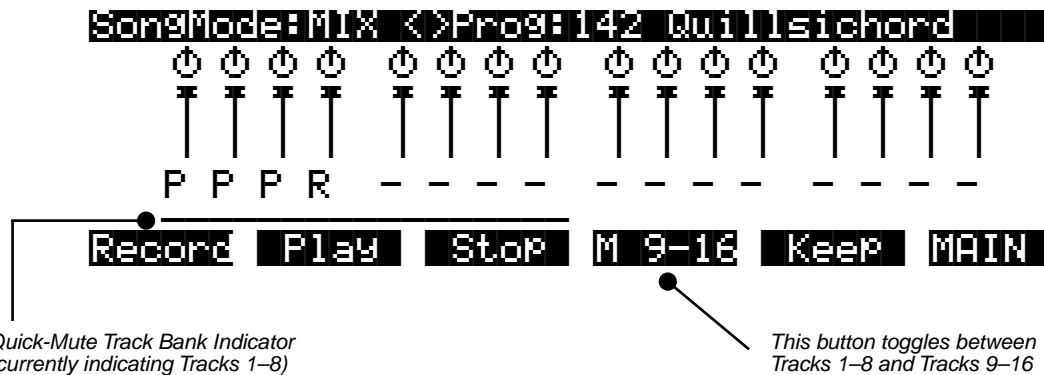 SongMode:MIX <>Prog:142 Quillsichord
P P P R - - - - - - - - - - - -
Record Play Stop M 9-16 Keep MAIN
Quick-Mute Track Bank Indicator
currently indicating Tracks 1–8)
This button toggles between
Tracks 1–8 and Tracks 9–16